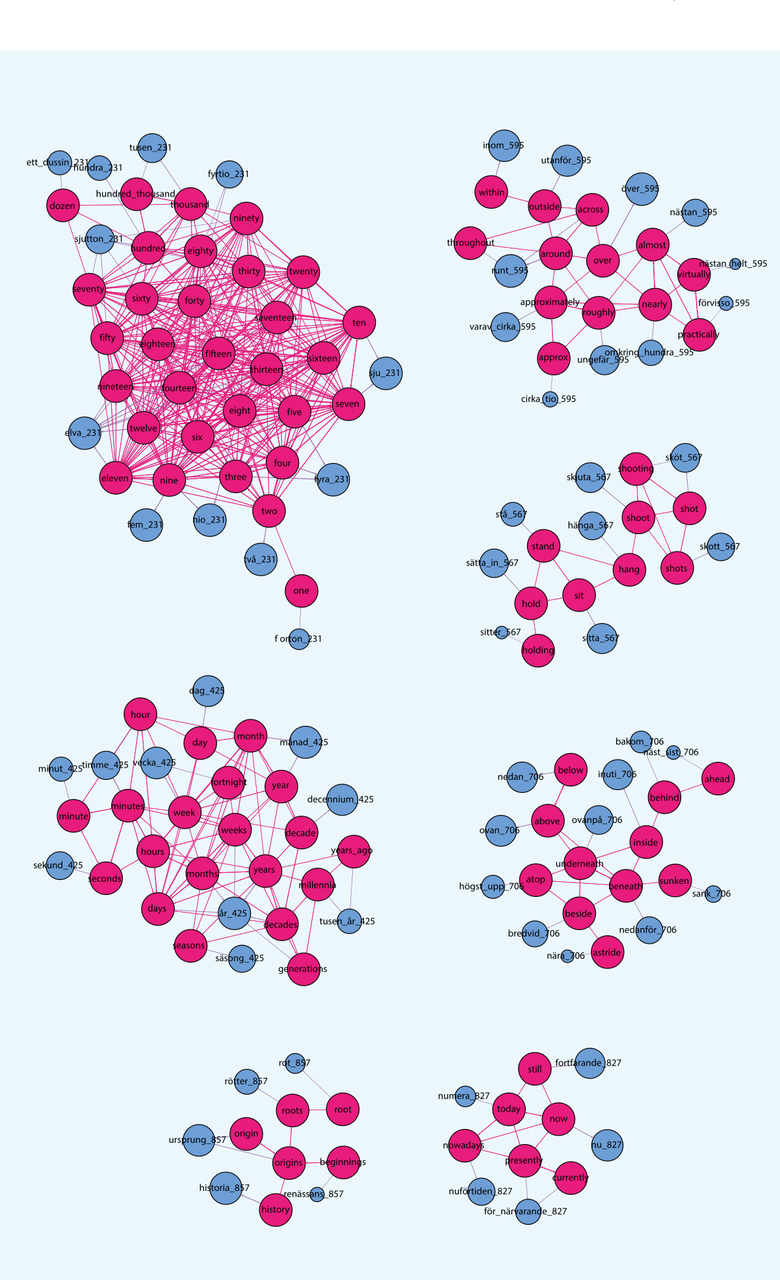 ett_dussin_231
hundra_231
tusen_231
fyrtio_231
dozen
hundred_thousand
thousand
ninety
sjutton_231
hundred
eighty
thirty
twenty
seventy
sixty
forty
seventeen
ten
fifty
eighteen
fifteen
thirteen
sixteen
sju_231
nineteen
fourteen
eight
five
seven
elva_231
twelve
six
four
eleven
nine
three
fyra_231
two
fem_231
nio_231
två_231
one
f orton_231
inom_595
utanför_595
över_595
nästan_595
within
outside
across
throughout
around
over
almost
runt_595
virtually
nästan_helt_595
approximately
roughly
nearly
förvisso_595
practically
varav_cirka_595
approx
ungefär_595
omkring_hundra_595
cirka_tio_595
shooting
sköt_567
skjuta_567
shoot
shot
stå_567
hänga_567
skott_567
stand
sätta_in_567
hang
shots
hold
sit
sitter_567
sitta_567
holding
dag_425
hour
day
month
månad_425
minut_425
timme_425
vecka_425
fortnight
year
decennium_425
minute
minutes
week
weeks
decade
hours
years_ago
sekund_425
seconds
months
years
millennia
days
år_425
decades
tusen_år_425
seasons
säsong_425
generations
bakom_706
näst_sist_706
nedan_706
below
inuti_706
ahead
behind
ovan_706
above
ovanpå_706
inside
underneath
högst_upp_706
atop
beneath
sunken
sank_706
beside
bredvid_706
nedanför_706
nära_706
astride
rot_857
rötter_857
roots
root
ursprung_857
origin
origins
beginnings
historia_857
renässans_857
history
still
fortfarande_827
numera_827
today
now
nowadays
nu_827
presently
currently
nuförtiden_827
för_närvarande_827